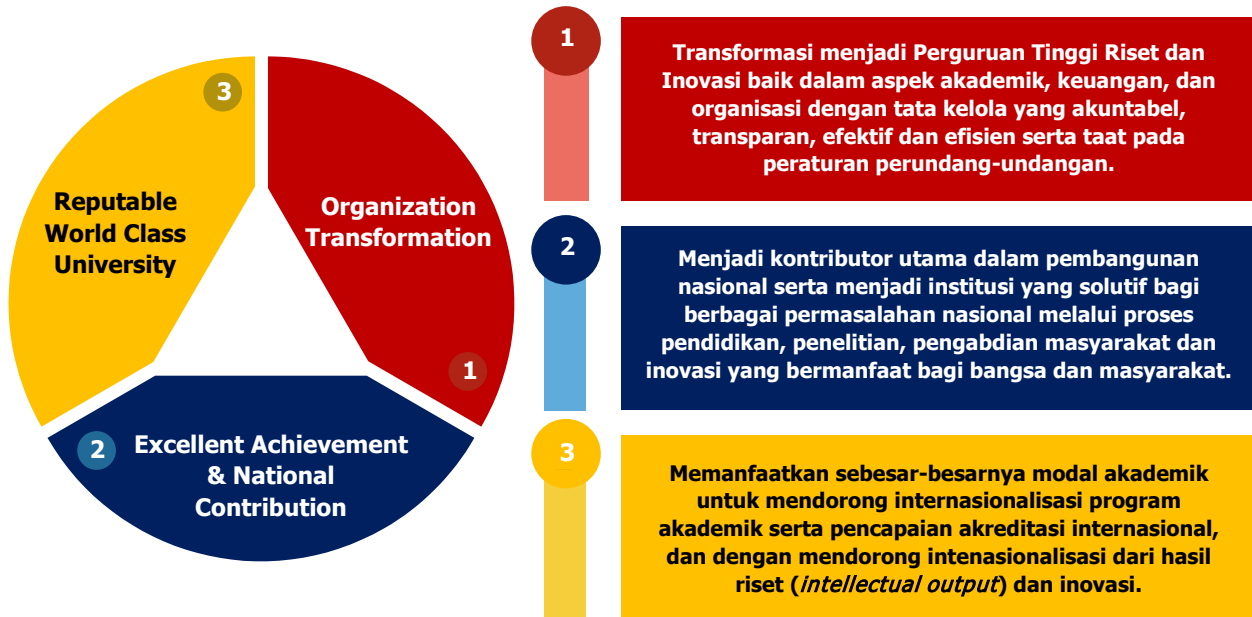 3
Reputable
World Class
University
Organization
Transformation
1
2
Excellent Achievement
& National
Contribution
1
Transformasi menjadi Perguruan Tinggi Riset dan
Inovasi baik dalam aspek akademik, keuangan, dan
organisasi dengan tata kelola yang akuntabel,
transparan, efektif dan efisien serta taat pada
peraturan perundang-undangan.
2
Menjadi kontributor utama dalam pembangunan
nasional serta menjadi institusi yang solutif bagi
berbagai permasalahan nasional melalui proses
pendidikan, penelitian, pengabdian masyarakat dan
inovasi yang bermanfaat bagi bangsa dan masyarakat.
3
Memanfaatkan sebesar-besarnya modal akademik
untuk mendorong internasionalisasi program
akademik serta pencapaian akreditasi internasional,
dan dengan mendorong intenasionalisasi dari hasil
riset (intellectual output) dan inovasi.